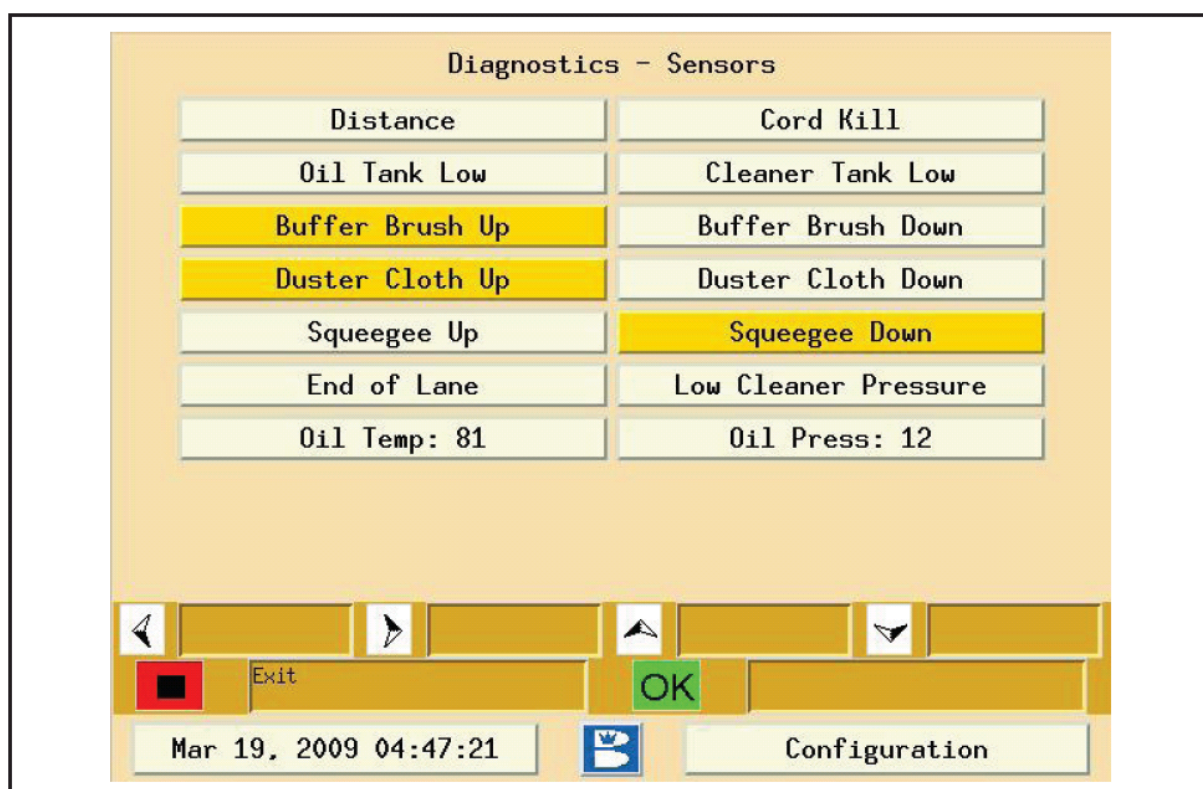 Diagnostics - Sensors
Distance
Cord Kill
Oil Tank Low
Cleaner Tank Low
Buffer Brush Up
Buffer Brush Down
Duster Cloth Up
Duster Cloth Down
Squeegee Up
Squeegee Down
End of Lane
Low Cleaner Pressure
Oil Temp: 81
Oil Press: 12
Exit
OK
Mar 19, 2009 04:47:21
B
Configuration